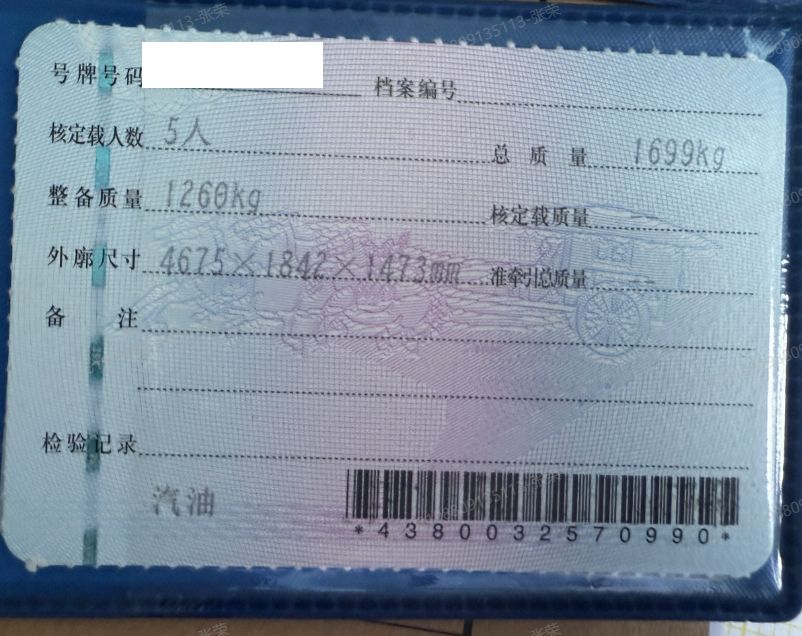 号牌号码 档案编号
核定载人数 5人 总质量 1699kg
整备质量 1260kg 核定载质量 --
外廓尺寸 4675×1842×1473mm 准牵引总质量 --
备注
检验记录
汽油
*4380032570990*